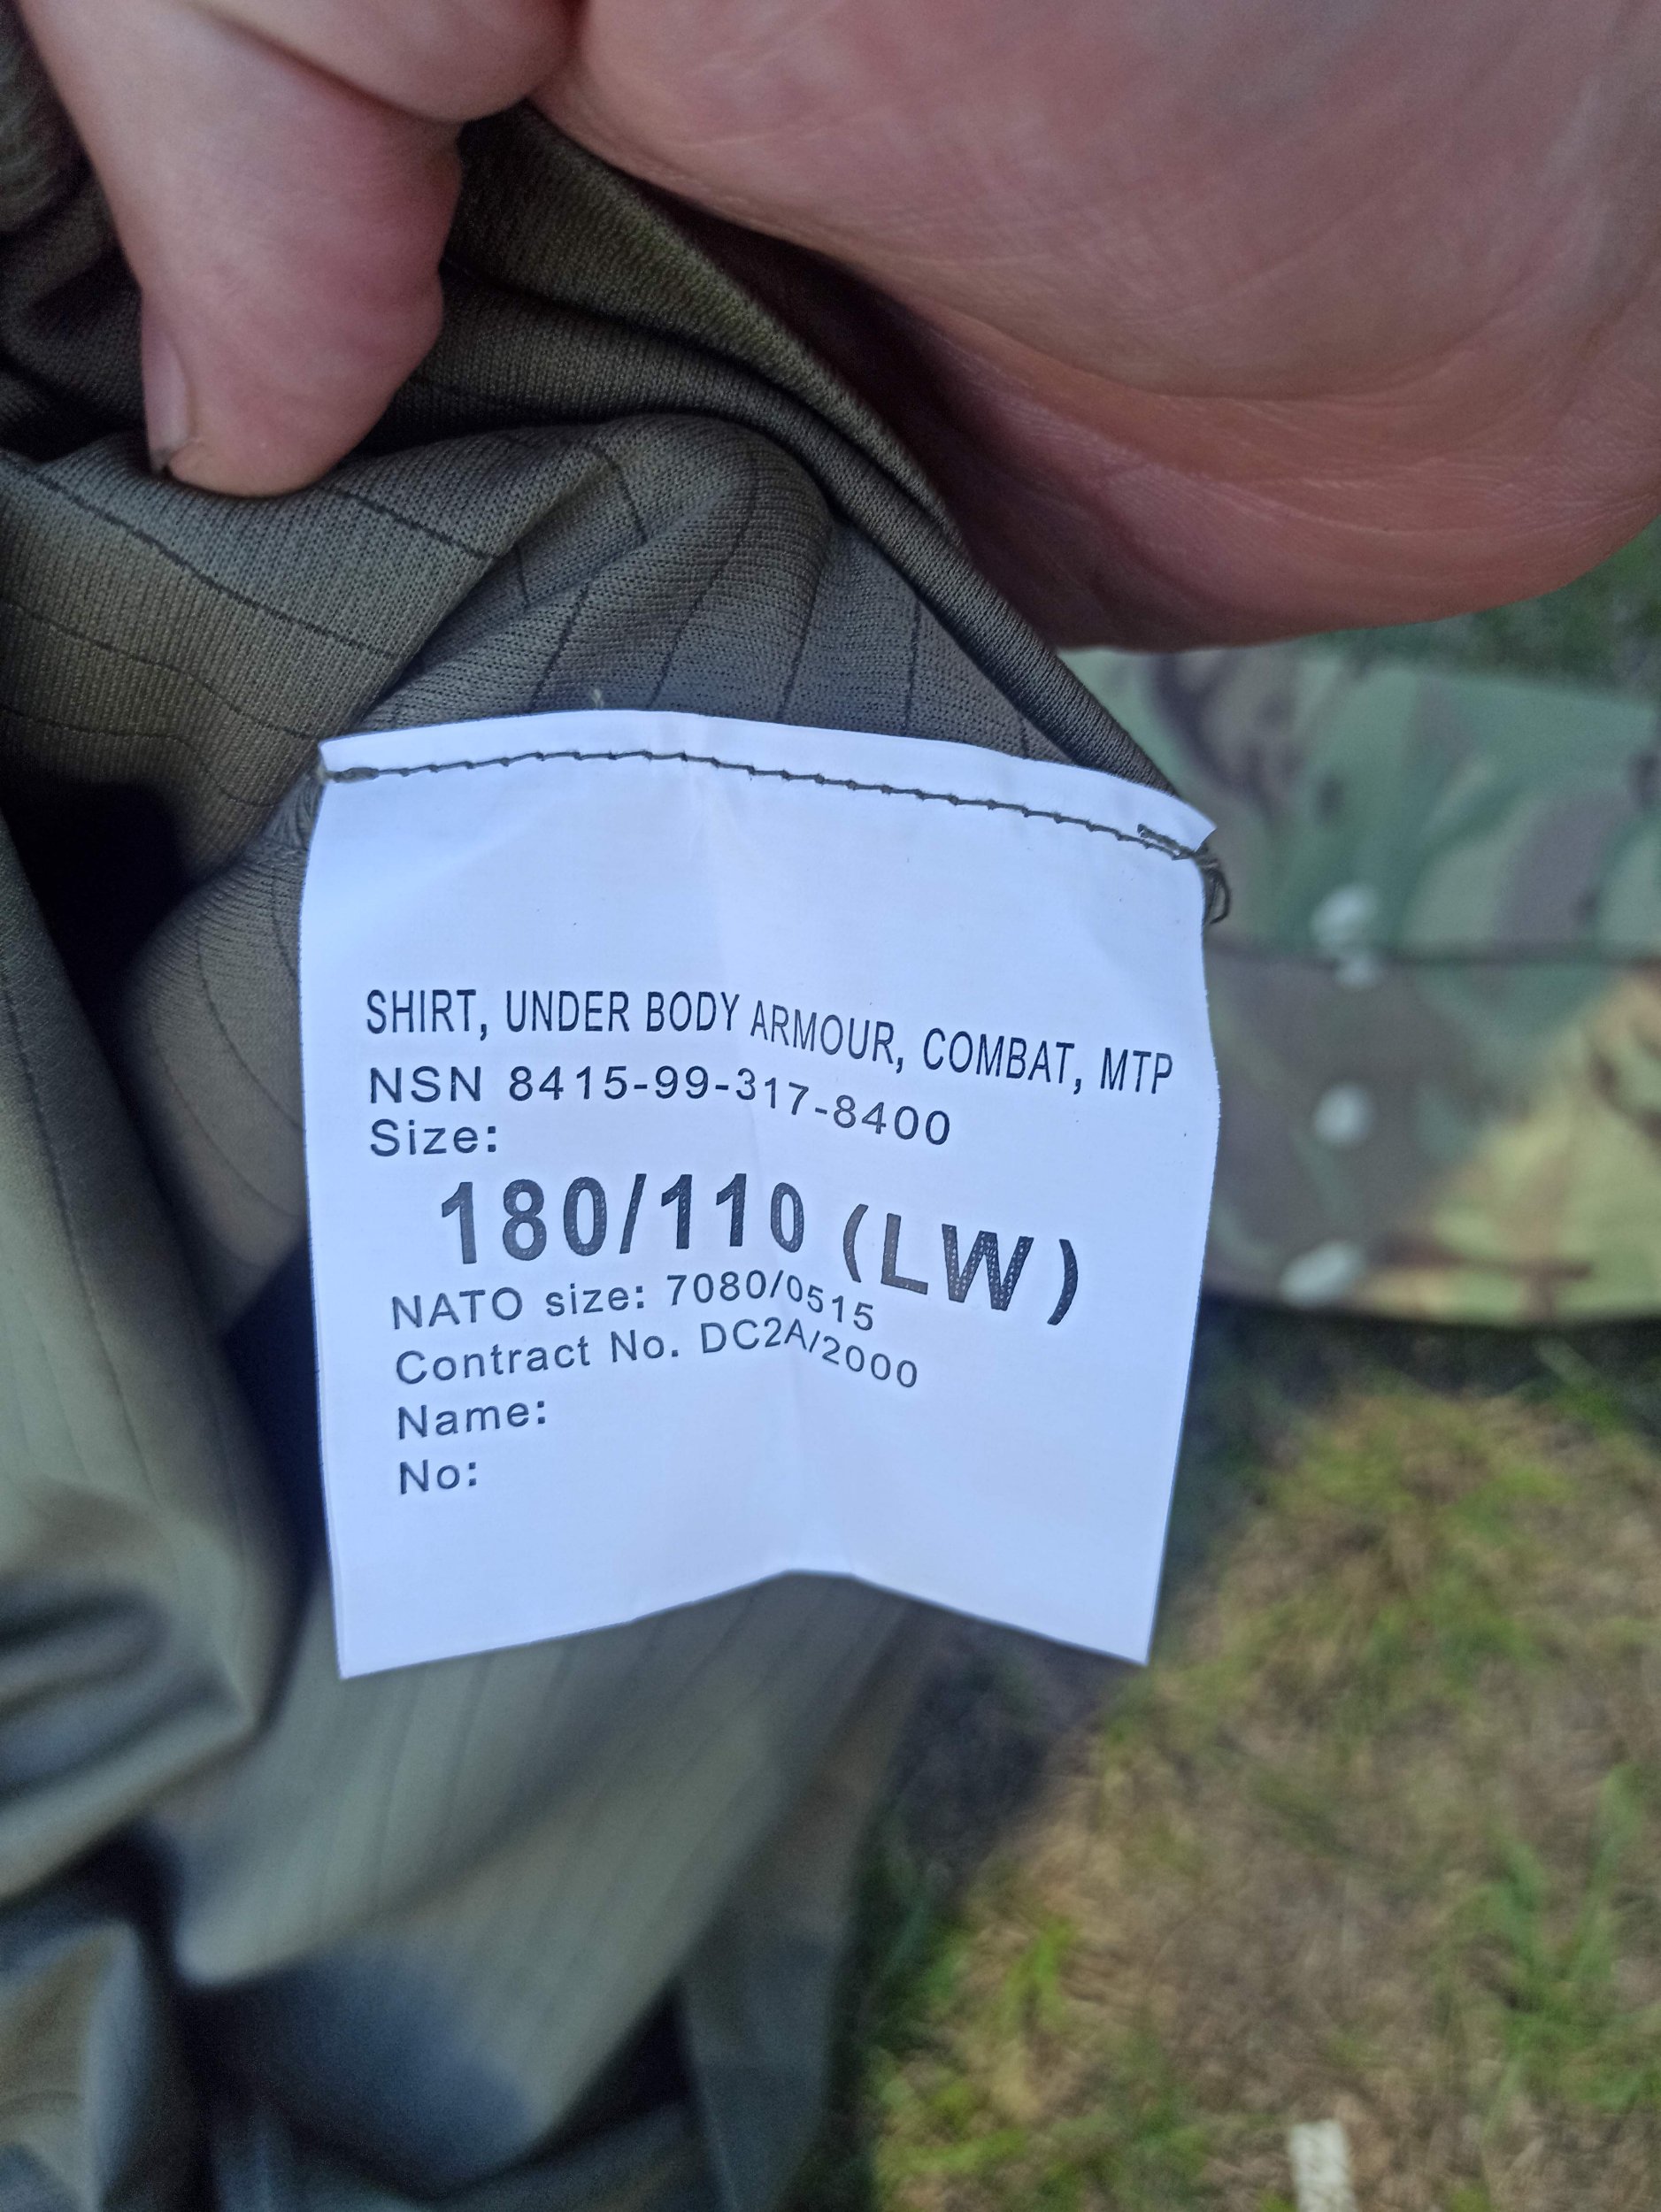 SHIRT, UNDER BODY ARMOUR, COMBAT, MTP
NSN 8415-99-317-8400
Size:
180/110 (LW)
NATO size: 7080/0515
Contract No. DC2A/2000
Name:
No: